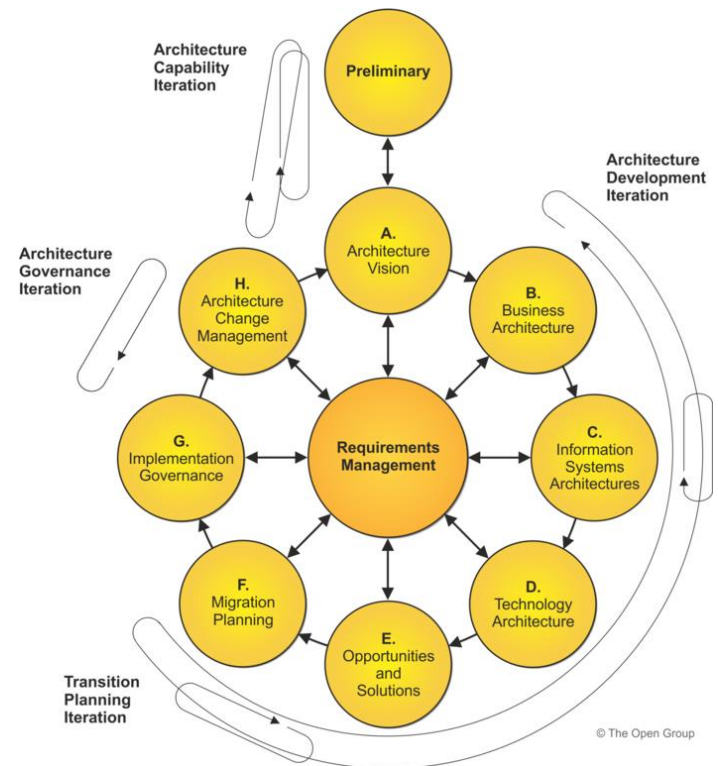 Architecture
Capability
Iteration
Preliminary
Architecture
Development
Iteration
A.
Architecture
Vision
Architecture
Governance
Iteration
H.
Architecture
Change
Management
B.
Business
Architecture
G.
Implementation
Governance
Requirements
Management
C.
Information
Systems
Architectures
F.
Migration
Planning
D.
Technology
Architecture
E.
Opportunities
and
Solutions
Transition
Planning
Iteration
© The Open Group